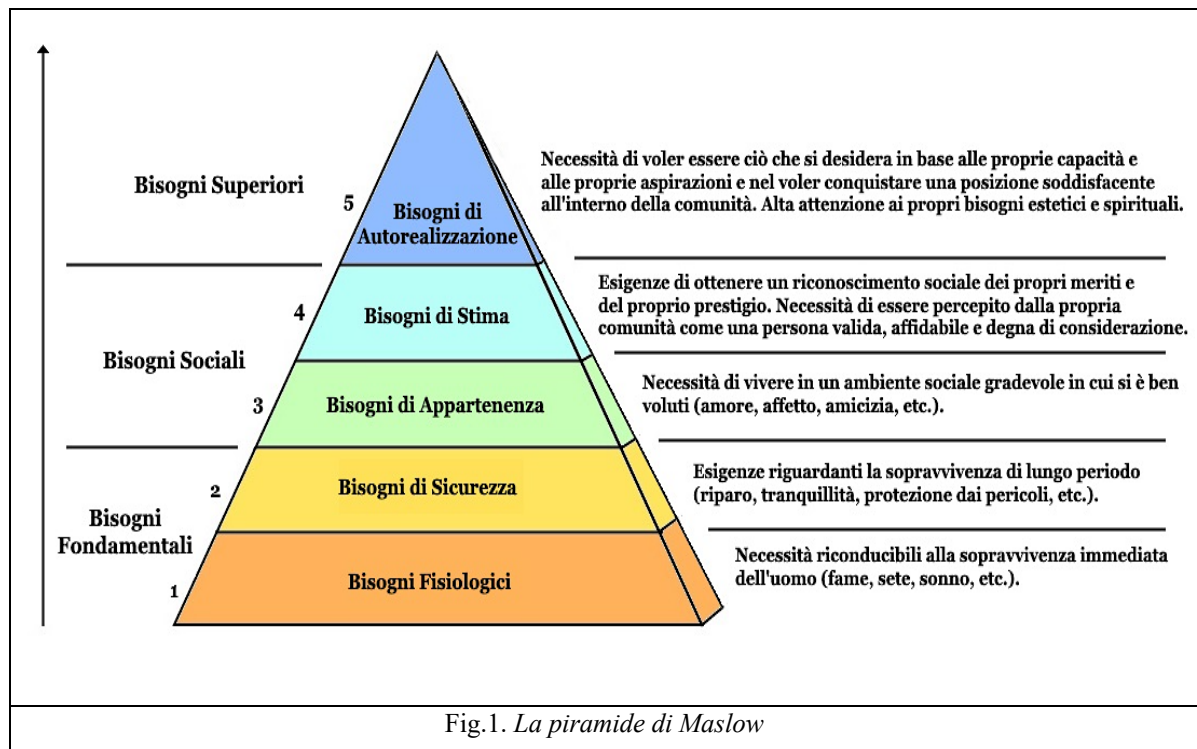 Bisogni Superiori
5
Bisogni di
Autorealizzazione
Necessità di voler essere ciò che si desidera in base alle proprie capacità e
alle proprie aspirazioni e nel voler conquistare una posizione soddisfacente
all'interno della comunità. Alta attenzione ai propri bisogni estetici e spirituali.
Bisogni Sociali
4
Bisogni di Stima
Esigenze di ottenere un riconoscimento sociale dei propri meriti e
del proprio prestigio. Necessità di essere percepito dalla propria
comunità come una persona valida, affidabile e degna di considerazione.
3
Bisogni di Appartenenza
Necessità di vivere in un ambiente sociale gradevole in cui si è ben
voluti (amore, affetto, amicizia, etc.).
Bisogni
Fondamentali
2
Bisogni di Sicurezza
Esigenze riguardanti la sopravvivenza di lungo periodo
(riparo, tranquillità, protezione dai pericoli, etc.).
1
Bisogni Fisiologici
Necessità riconducibili alla sopravvivenza immediata
dell'uomo (fame, sete, sonno, etc.).
Fig.1. La piramide di Maslow